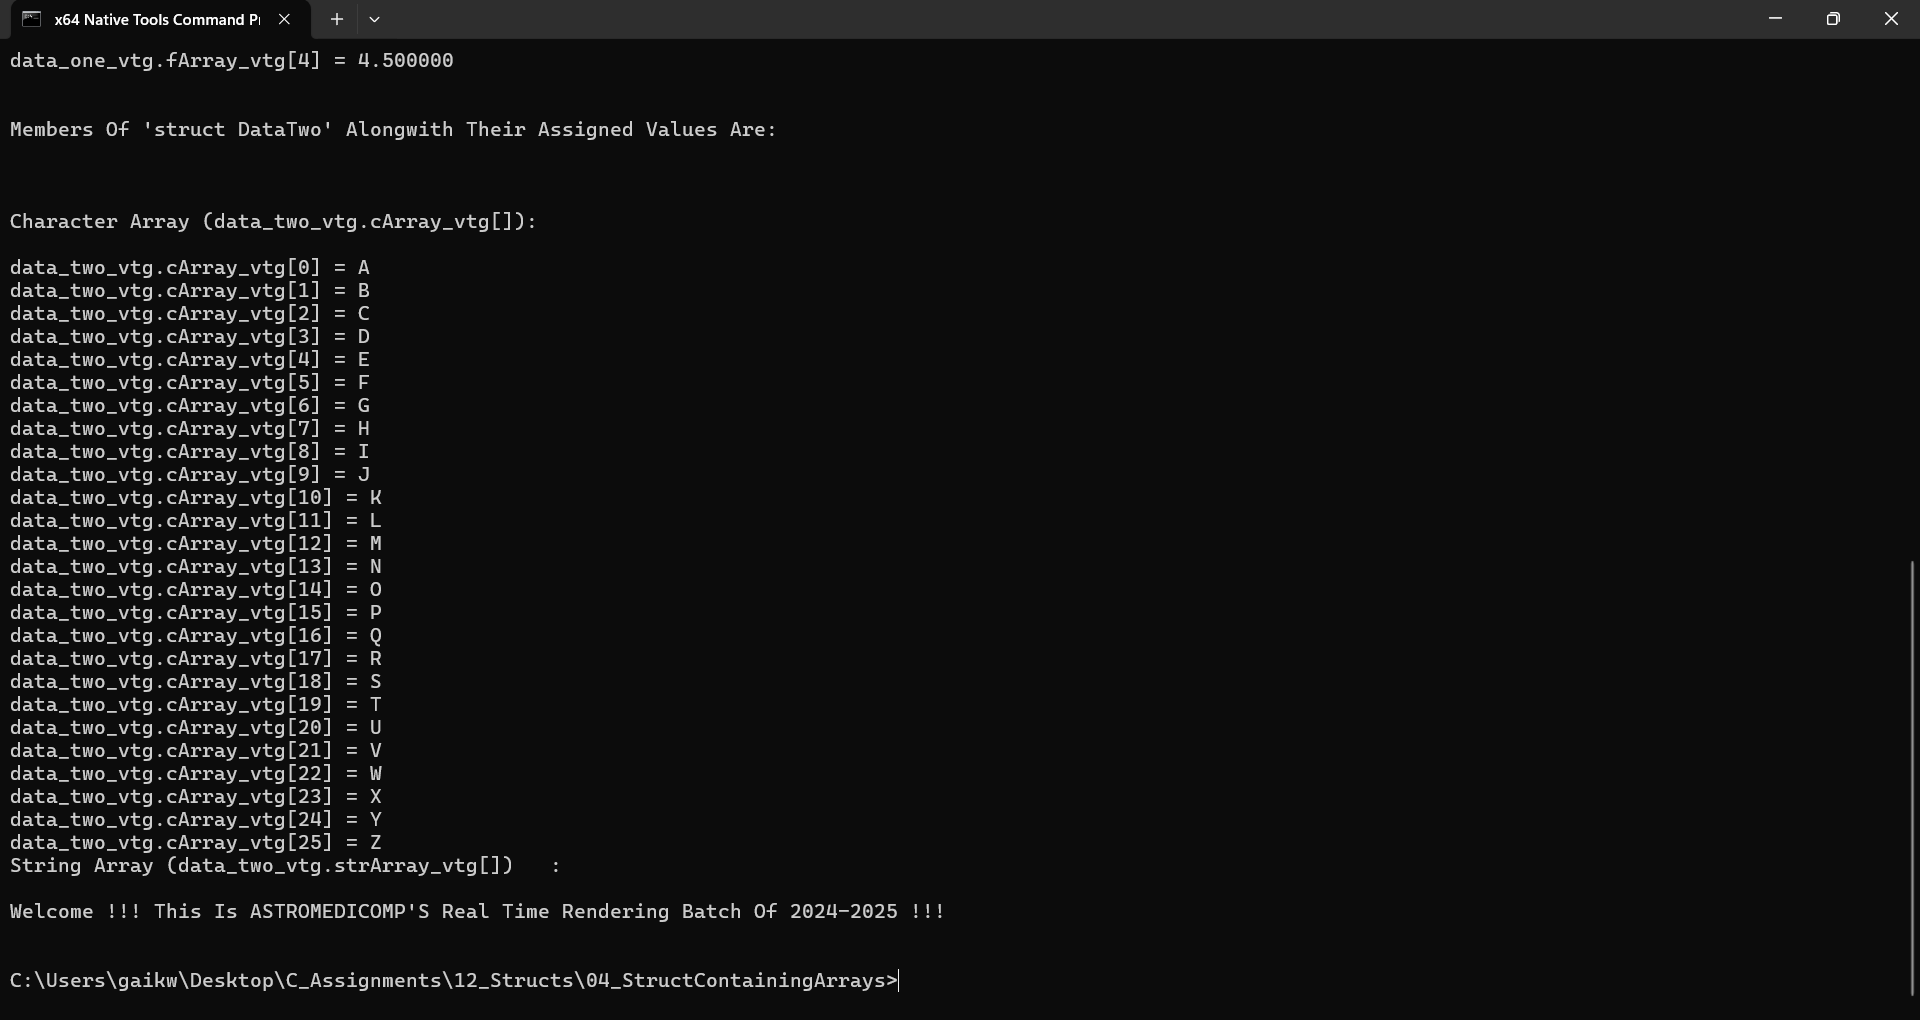 x64 Native Tools Command P
data_one_vtg.fArray_vtg[4] = 4.500000
Members Of 'struct DataTwo' Alongwith Their Assigned Values Are:
Character Array (data_two_vtg.cArray_vtg[]):
data_two_vtg.cArray_vtg[0] = A
data_two_vtg.cArray_vtg[1] = B
data_two_vtg.cArray_vtg[2] = C
data_two_vtg.cArray_vtg[3] = D
data_two_vtg.cArray_vtg[4] = E
data_two_vtg.cArray_vtg[5] = F
data_two_vtg.cArray_vtg[6] = G
data_two_vtg.cArray_vtg[7] = H
data_two_vtg.cArray_vtg[8] = I
data_two_vtg.cArray_vtg[9] = J
data_two_vtg.cArray_vtg[10] = K
data_two_vtg.cArray_vtg[11] = L
data_two_vtg.cArray_vtg[12] = M
data_two_vtg.cArray_vtg[13] = N
data_two_vtg.cArray_vtg[14] = O
data_two_vtg.cArray_vtg[15] = P
data_two_vtg.cArray_vtg[16] = Q
data_two_vtg.cArray_vtg[17] = R
data_two_vtg.cArray_vtg[18] = S
data_two_vtg.cArray_vtg[19] = T
data_two_vtg.cArray_vtg[20] = U
data_two_vtg.cArray_vtg[21] = V
data_two_vtg.cArray_vtg[22] = W
data_two_vtg.cArray_vtg[23] = X
data_two_vtg.cArray_vtg[24] = Y
data_two_vtg.cArray_vtg[25] = Z
String Array (data_two_vtg.strArray_vtg[])   :
Welcome !!! This Is ASTROMEDICOMP'S Real Time Rendering Batch Of 2024-2025 !!!
C:\Users\gaikw\Desktop\C_Assignments\12_Structs\04_StructContainingArrays>